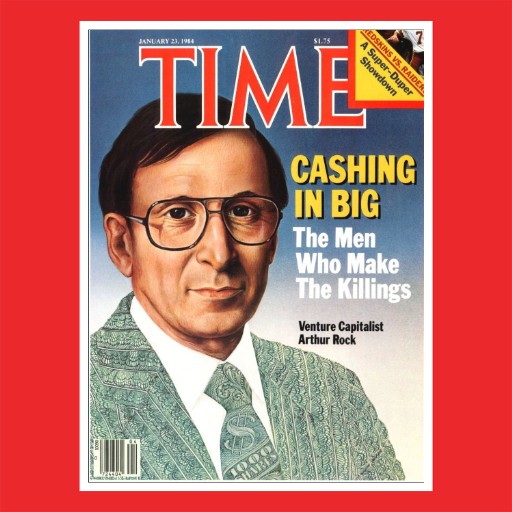 JANUARY 23, 1984
$1.75
TIME
REDSKINS VS. RAIDERS
A Super-Duper
Showdown
CASHING
IN BIG
The Men
Who Make
The Killings
Venture Capitalist
Arthur Rock
$
1000